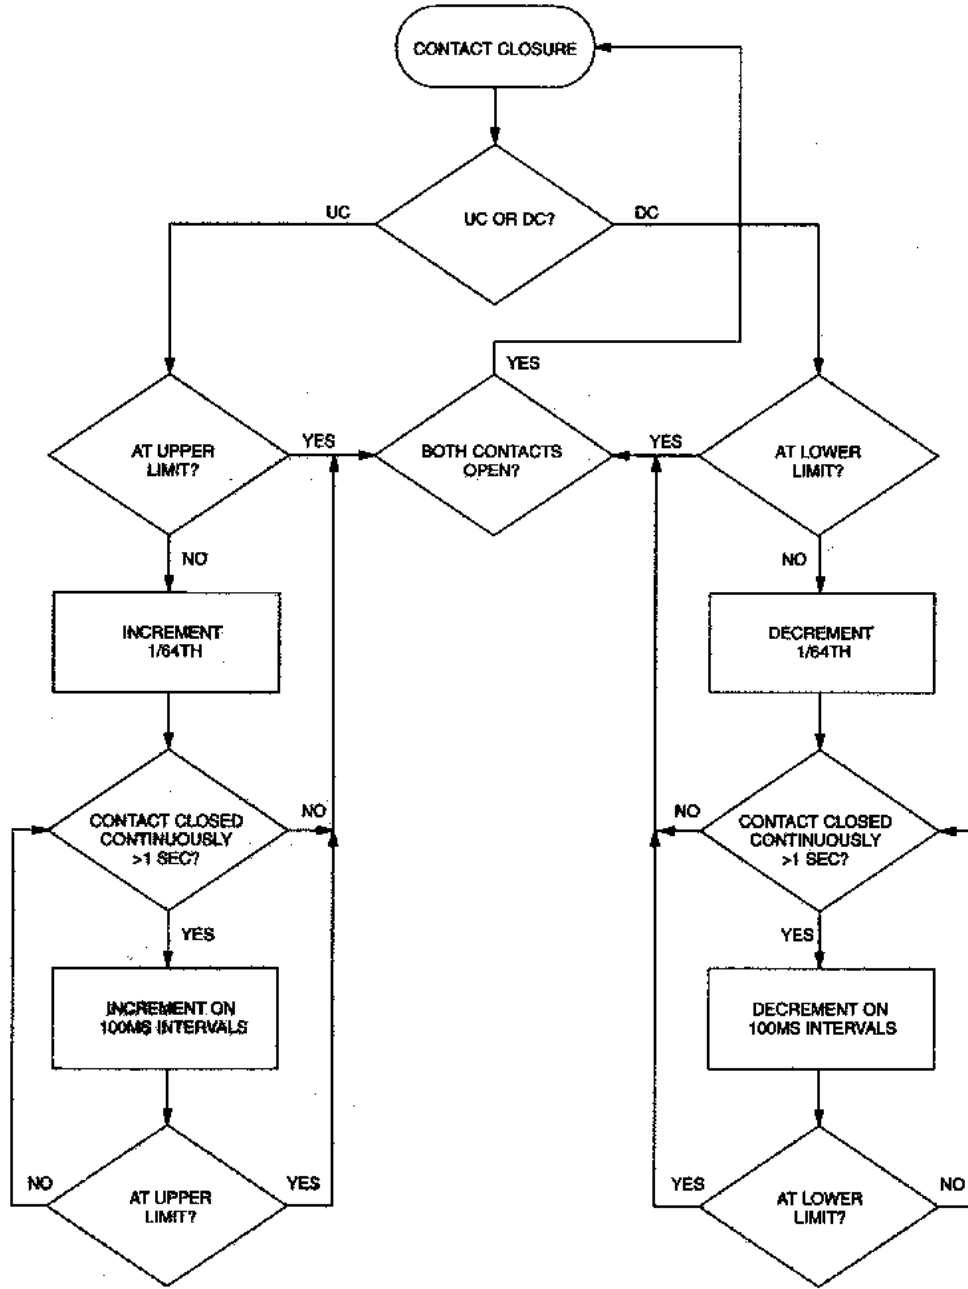 CONTACT CLOSURE
UC
UC OR DC?
DC
YES
AT UPPER
LIMIT?
YES
BOTH CONTACTS
OPEN?
YES
AT LOWER
LIMIT?
NO
NO
INCREMENT
1/64TH
DECREMENT
1/64TH
CONTACT CLOSED
CONTINUOUSLY
>1 SEC?
NO
NO
CONTACT CLOSED
CONTINUOUSLY
>1 SEC?
YES
YES
INCREMENT ON
100MS INTERVALS
DECREMENT ON
100MS INTERVALS
NO
AT UPPER
LIMIT?
YES
YES
AT LOWER
LIMIT?
NO